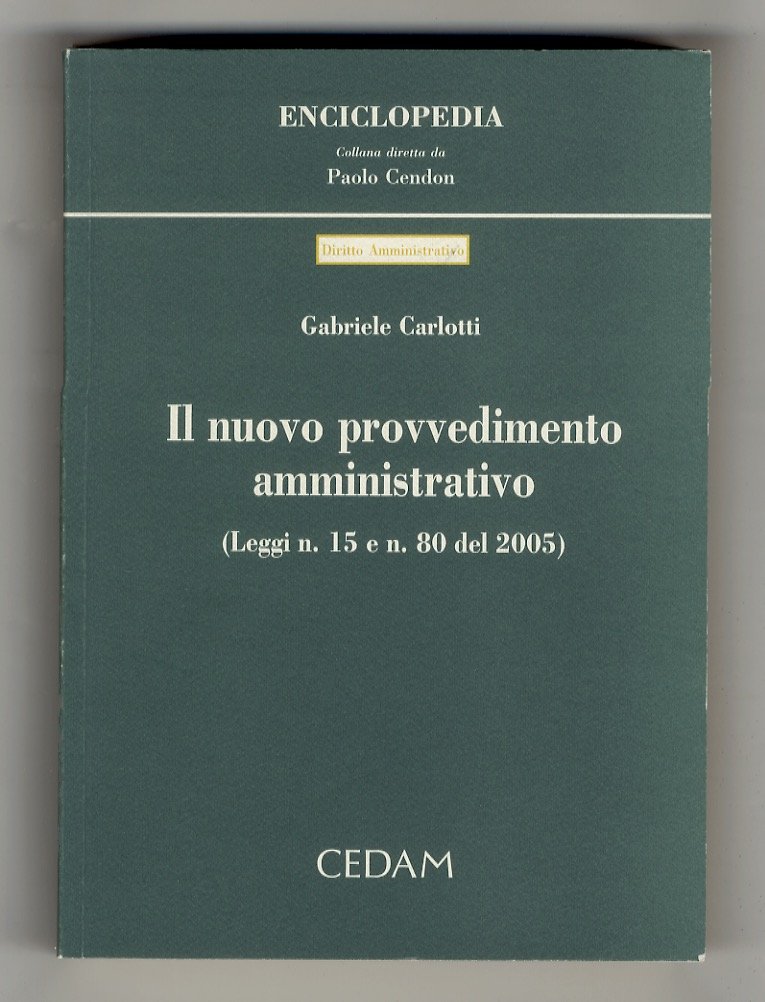 ENCICLOPEDIA
Collana diretta da
Paolo Cendon
Diritto Amministrativo
Gabriele Carlotti
Il nuovo provvedimento
amministrativo
(Leggi n. 15 e n. 80 del 2005)
CEDAM